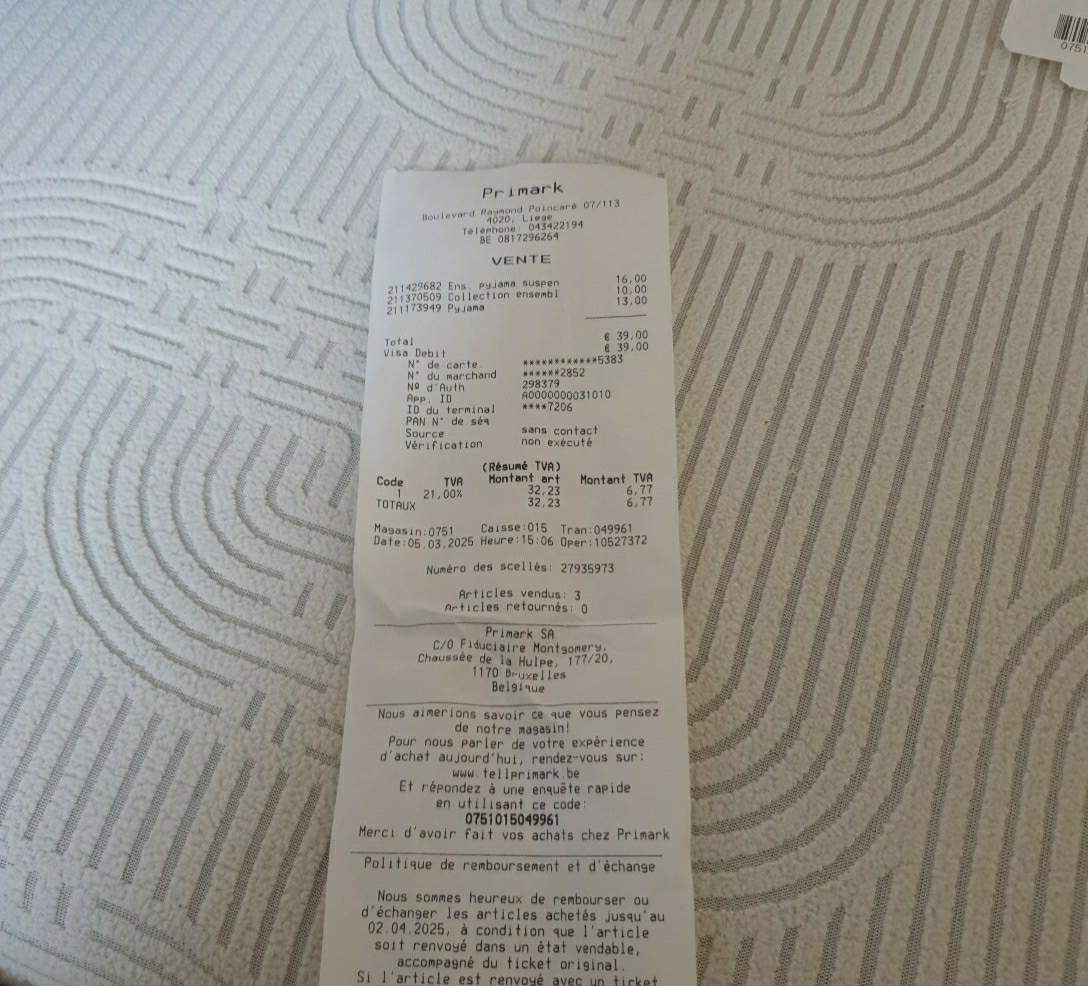 0751
Primark
Boulevard Raymond Poincaré 07/113
4020, Liege
Téléphone: 043422194
BE 0817296264
VENTE
211429682 Ens. pyjama suspen 16,00
211370509 Collection ensembl 10,00
211173949 Pyjama 13,00
Total € 39,00
Visa Debit € 39,00
N° de carte. ************5383
N° du marchand ******2852
Nº d'Auth 298379
App. ID A0000000031010
ID du terminal ****7206
PAN N° de séq
Source sans contact
Vérification non exécuté
(Résumé TVA)
Code TVA Montant art Montant TVA
1 21,00% 32,23 6,77
TOTAUX 32,23 6,77
Magasin:0751 Caisse:015 Tran:049961
Date:05.03.2025 Heure:15:06 Oper:10527372
Numéro des scellés: 27935973
Articles vendus: 3
Articles retournés: 0
Primark SA
C/O Fiduciaire Montgomery,
Chaussée de la Hulpe, 177/20,
1170 Bruxelles
Belgique
Nous aimerions savoir ce que vous pensez
de notre magasin!
Pour nous parler de votre expérience
d'achat aujourd'hui, rendez-vous sur:
www.tellprimark.be
Et répondez à une enquête rapide
en utilisant ce code:
0751015049961
Merci d'avoir fait vos achats chez Primark
Politique de remboursement et d'échange
Nous sommes heureux de rembourser ou
d'échanger les articles achetés jusqu'au
02.04.2025, à condition que l'article
soit renvoyé dans un état vendable,
accompagné du ticket original.
Si l'article est renvoyé avec un ticket